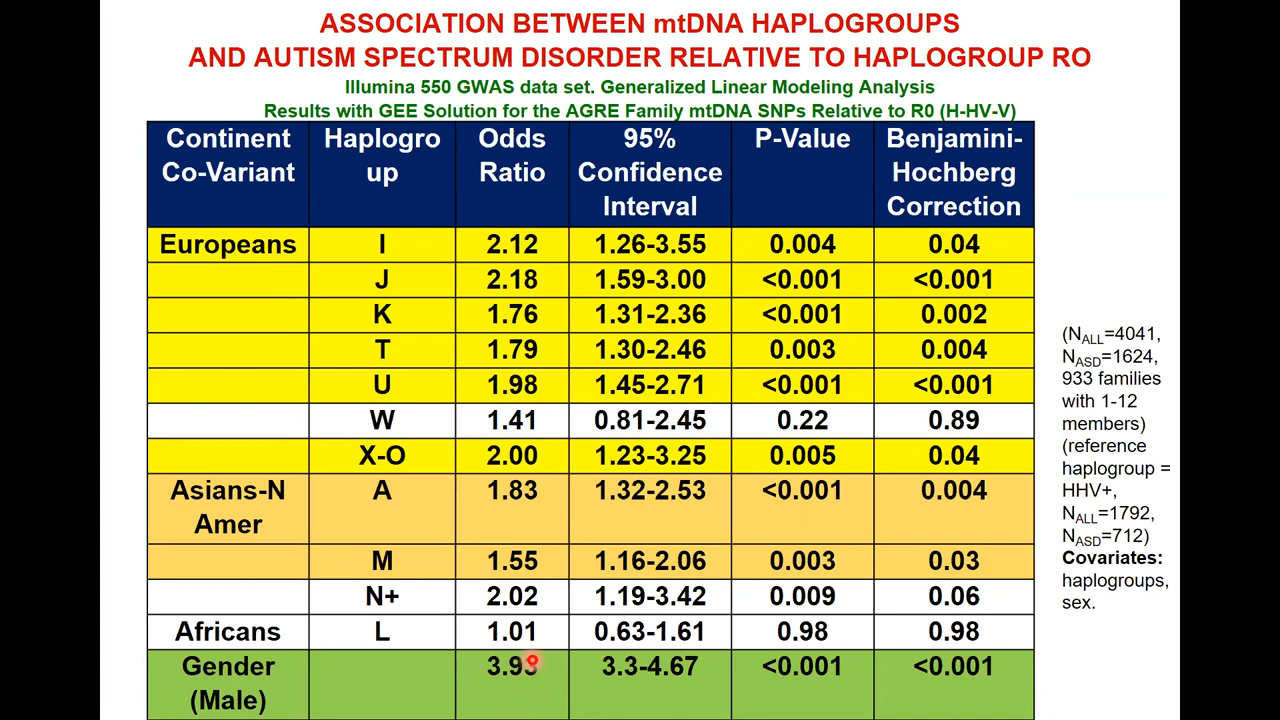 ASSOCIATION BETWEEN mtDNA HAPLOGROUPS
AND AUTISM SPECTRUM DISORDER RELATIVE TO HAPLOGROUP RO
Illumina 550 GWAS data set. Generalized Linear Modeling Analysis
Results with GEE Solution for the AGRE Family mtDNA SNPs Relative to R0 (H-HV-V)
Continent Co-Variant Haplogro up Odds Ratio 95% Confidence Interval P-Value Benjamini-Hochberg Correction
Europeans I 2.12 1.26-3.55 0.004 0.04
J 2.18 1.59-3.00 <0.001 <0.001
K 1.76 1.31-2.36 <0.001 0.002
T 1.79 1.30-2.46 0.003 0.004
U 1.98 1.45-2.71 <0.001 <0.001
W 1.41 0.81-2.45 0.22 0.89
X-O 2.00 1.23-3.25 0.005 0.04
Asians-N Amer A 1.83 1.32-2.53 <0.001 0.004
M 1.55 1.16-2.06 0.003 0.03
N+ 2.02 1.19-3.42 0.009 0.06
Africans L 1.01 0.63-1.61 0.98 0.98
Gender (Male) 3.93 3.3-4.67 <0.001 <0.001
(NALL=4041,
NASD=1624,
933 families
with 1-12
members)
(reference
haplogroup =
HHV+,
NALL=1792,
NASD=712)
Covariates:
haplogroups,
sex.